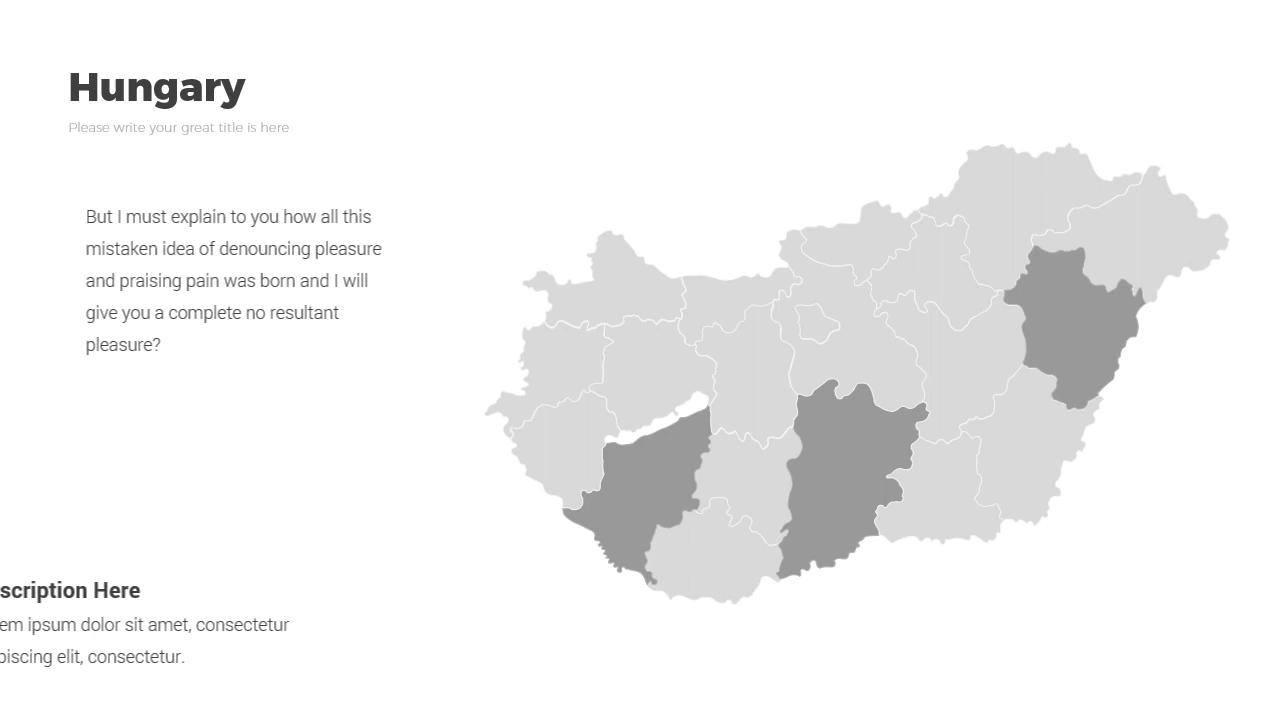 Hungary
Please write your great title is here
But I must explain to you how all this
mistaken idea of denouncing pleasure
and praising pain was born and I will
give you a complete no resultant
pleasure?
scription Here
em ipsum dolor sit amet, consectetur
piscing elit, consectetur.